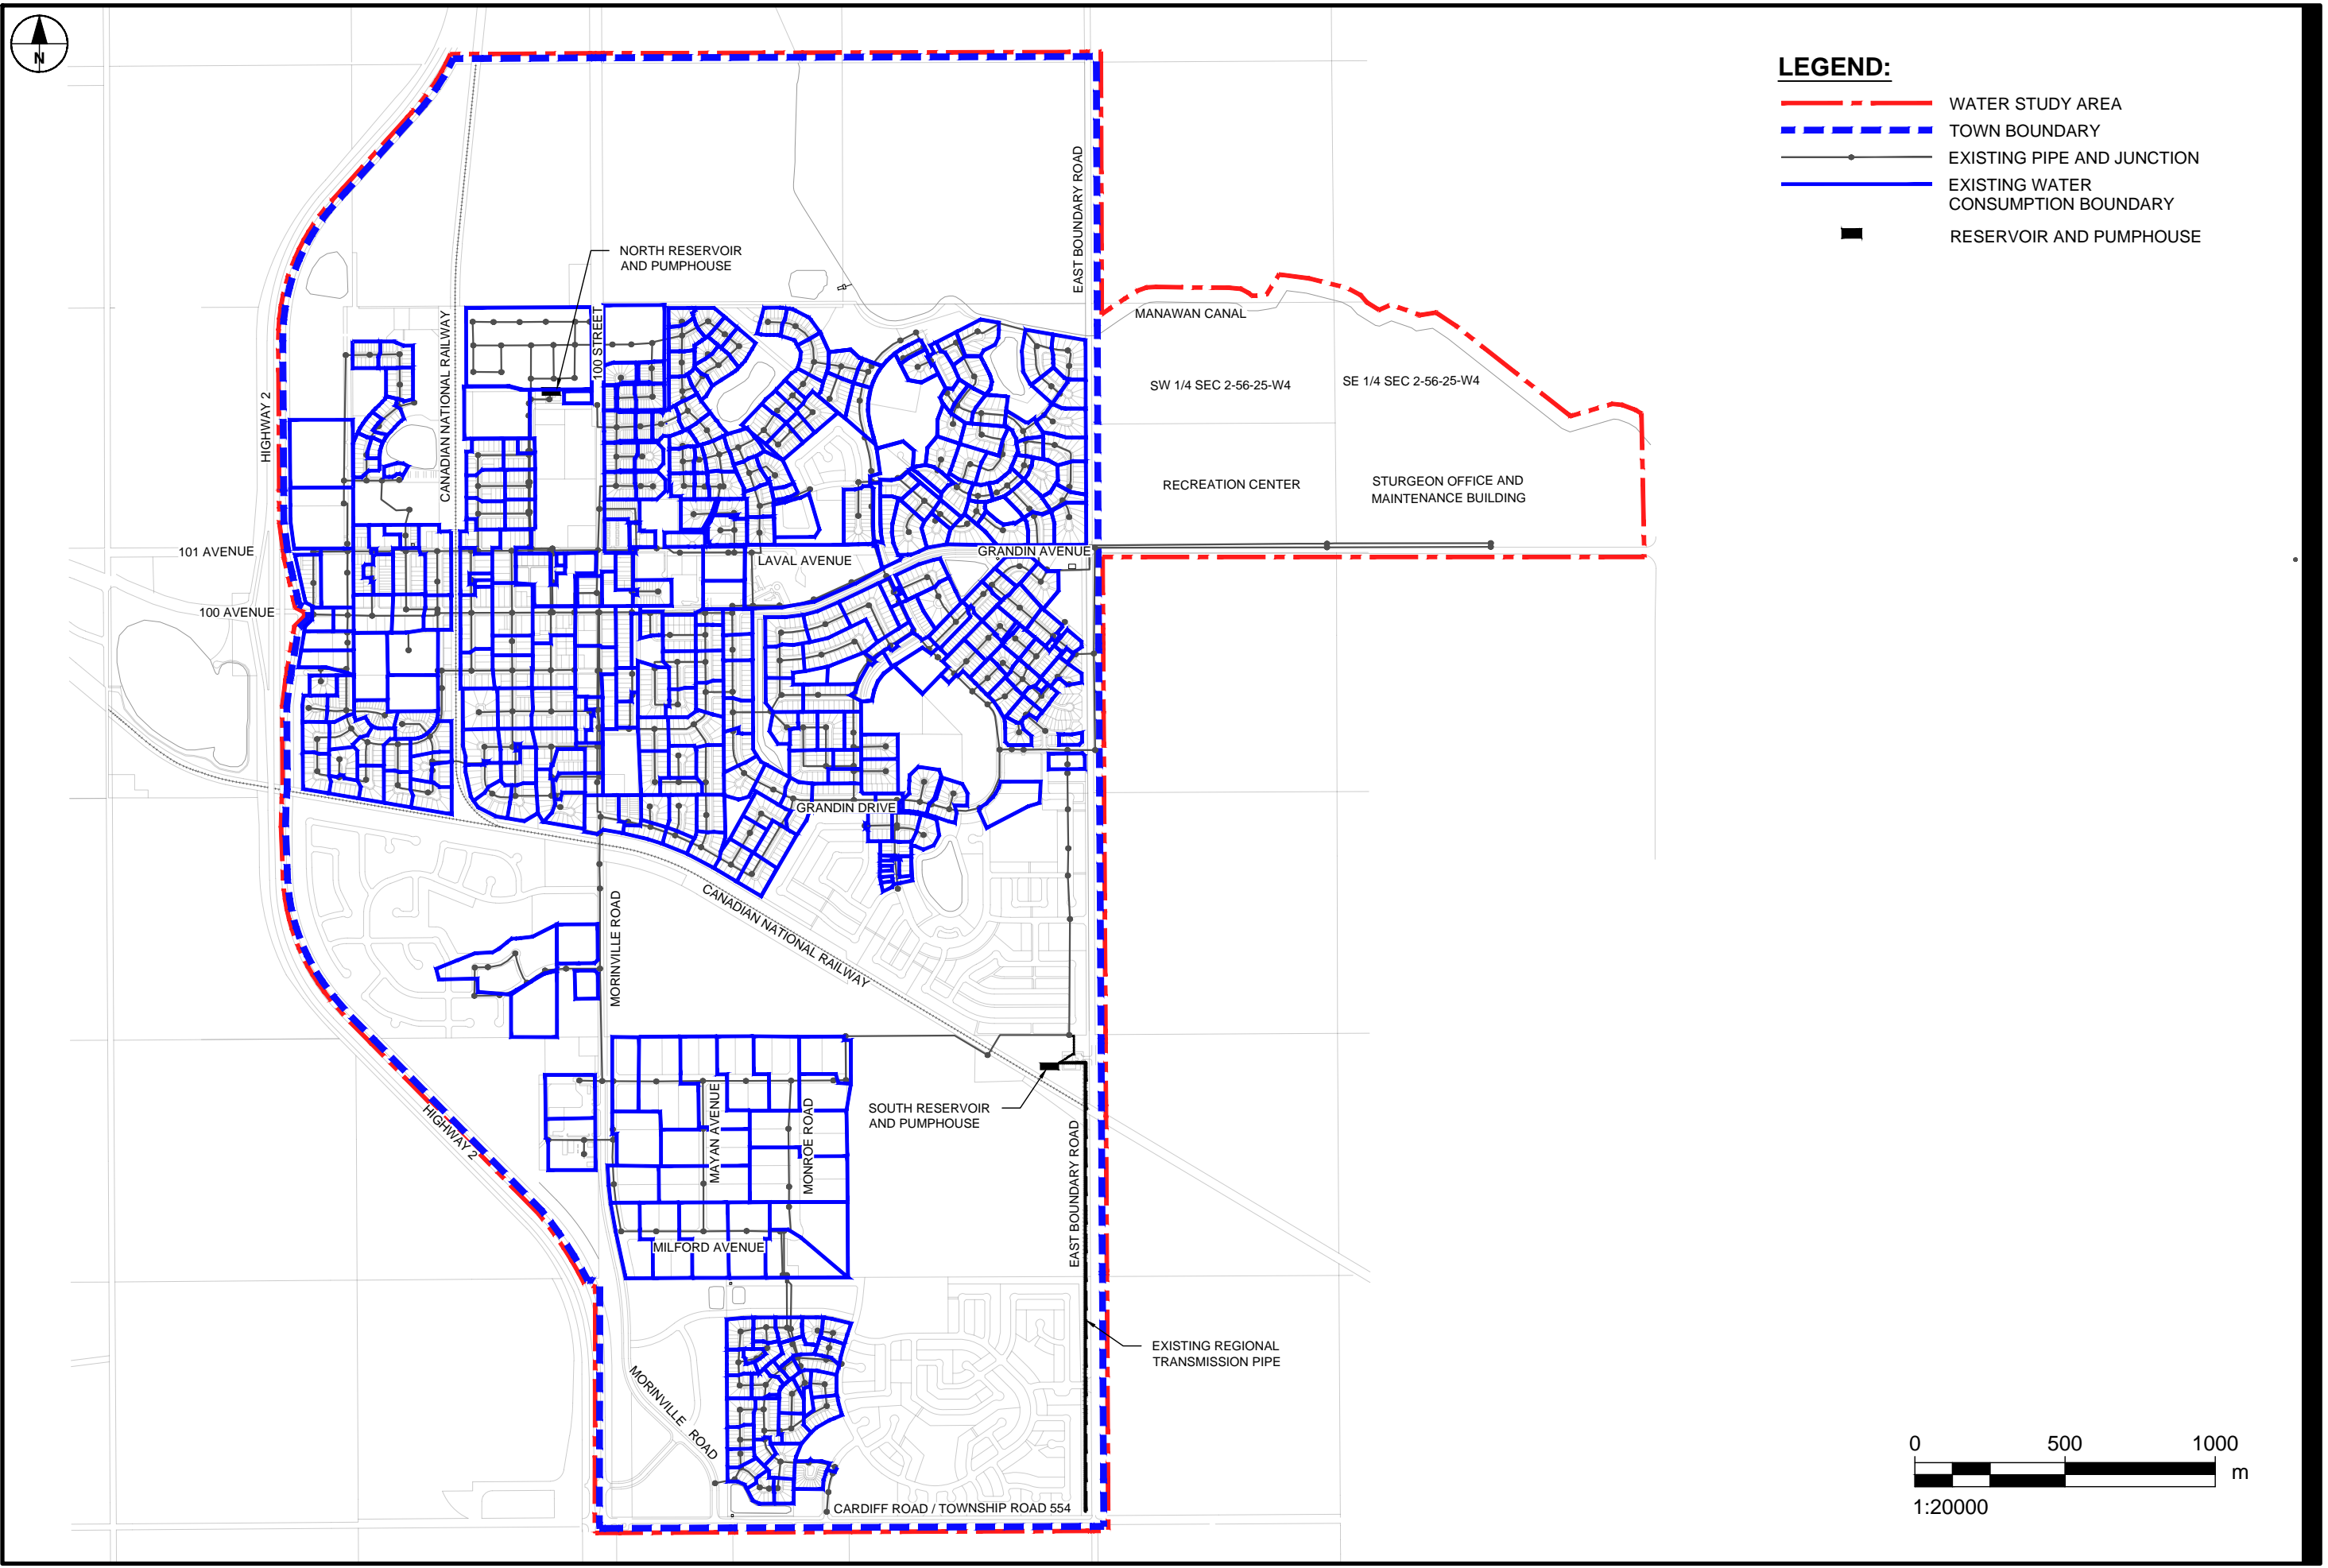 N
LEGEND:
WATER STUDY AREA
TOWN BOUNDARY
EXISTING PIPE AND JUNCTION
EXISTING WATER
CONSUMPTION BOUNDARY
RESERVOIR AND PUMPHOUSE
EAST BOUNDARY ROAD
NORTH RESERVOIR
AND PUMPHOUSE
MANAWAN CANAL
100 STREET
CANADIAN NATIONAL RAILWAY
HIGHWAY 2
SW 1/4 SEC 2-56-25-W4
SE 1/4 SEC 2-56-25-W4
RECREATION CENTER
STURGEON OFFICE AND
MAINTENANCE BUILDING
101 AVENUE
LAVAL AVENUE
GRANDIN AVENUE
100 AVENUE
GRANDIN DRIVE
MORINVILLE ROAD
CANADIAN NATIONAL RAILWAY
HIGHWAY 2
MAYAN AVENUE
MONROE ROAD
SOUTH RESERVOIR
AND PUMPHOUSE
EAST BOUNDARY ROAD
MILFORD AVENUE
EXISTING REGIONAL
TRANSMISSION PIPE
MORINVILLE ROAD
CARDIFF ROAD / TOWNSHIP ROAD 554
0 500 1000
m
1:20000